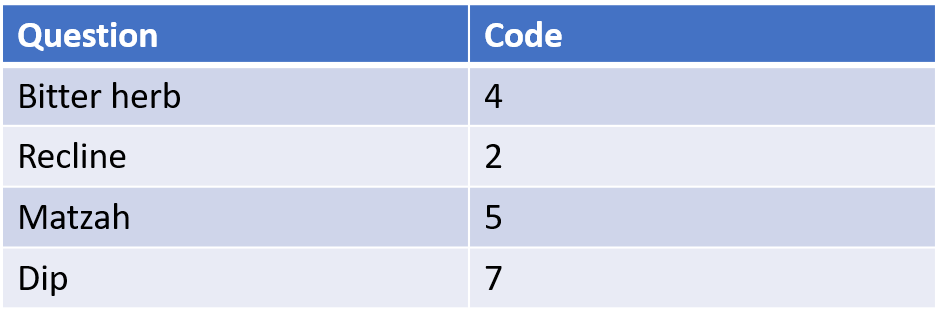 Question Code
Bitter herb 4
Recline 2
Matzah 5
Dip 7